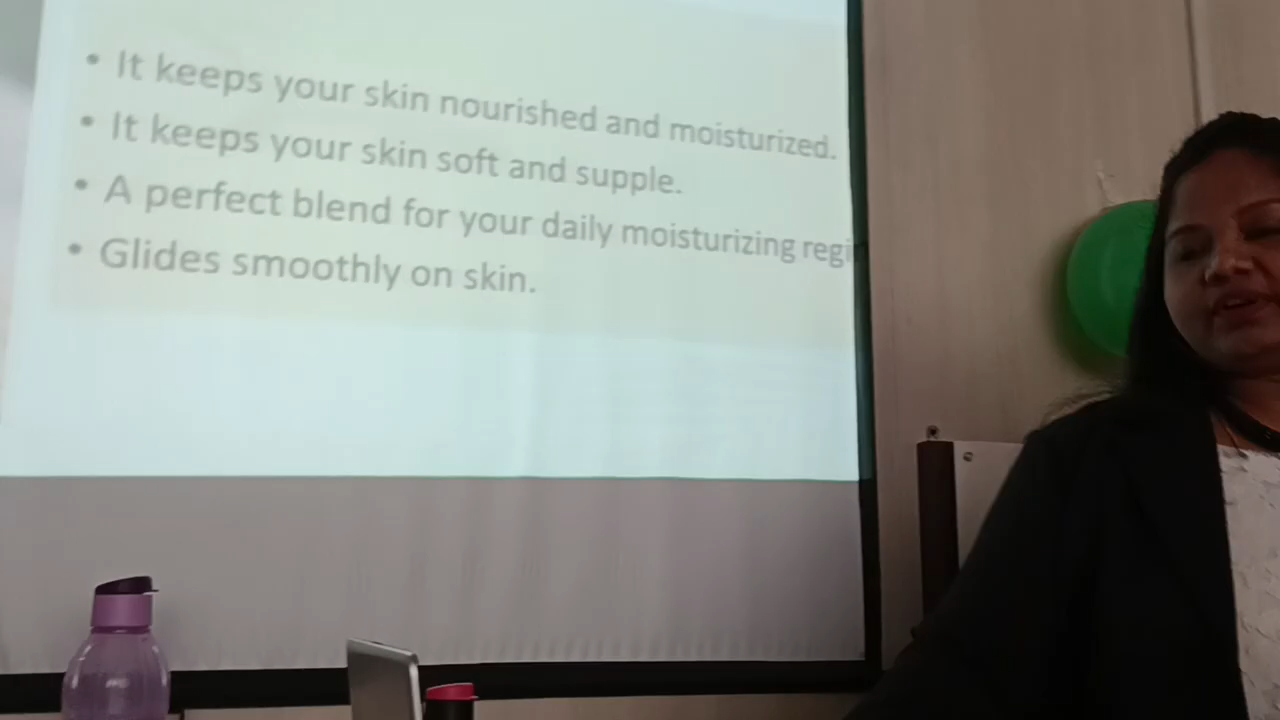 • It keeps your skin nourished and moisturized.
• It keeps your skin soft and supple.
• A perfect blend for your daily moisturizing
• Glides smoothly on skin.